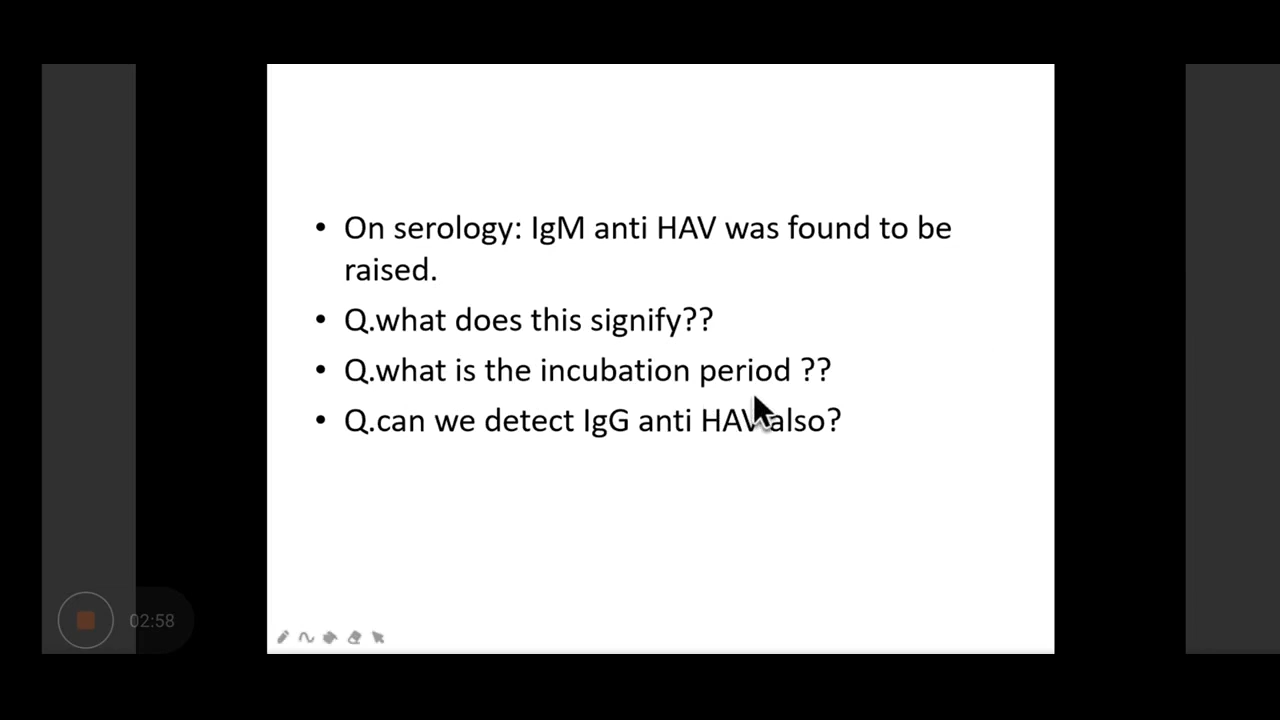 • On serology: IgM anti HAV was found to be
raised.
• Q.what does this signify??
• Q.what is the incubation period ??
• Q.can we detect IgG anti HAV also?
02:58